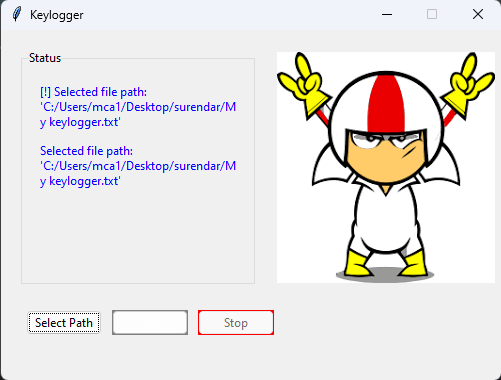 Keylogger
Status
[!] Selected file path:
'C:/Users/mca1/Desktop/surendar/M
y keylogger.txt'
Selected file path:
'C:/Users/mca1/Desktop/surendar/M
y keylogger.txt'
Select Path
Stop